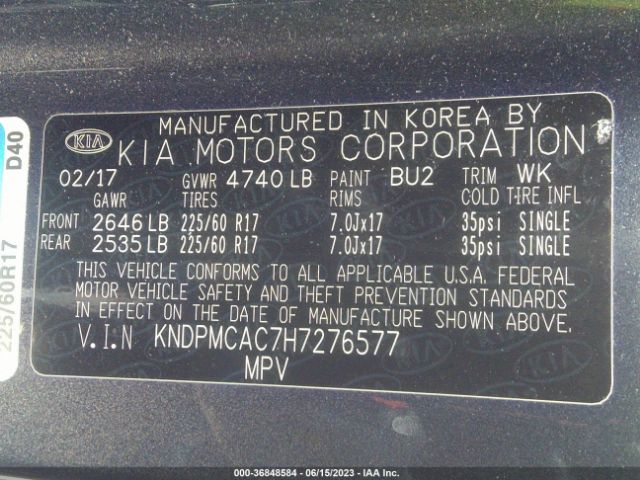 MANUFACTURED IN KOREA BY
KIA KIA MOTORS CORPORATION
02/17 GVWR 4740 LB PAINT BU2 TRIM WK
GAWR TIRES RIMS COLD TIRE INFL
FRONT 2646 LB 225/60 R17 7.0Jx17 35psi SINGLE
REAR 2535 LB 225/60 R17 7.0Jx17 35psi SINGLE
THIS VEHICLE CONFORMS TO ALL APPLICABLE U.S.A. FEDERAL
MOTOR VEHICLE SAFETY AND THEFT PREVENTION STANDARDS
IN EFFECT ON THE DATE OF MANUFACTURE SHOWN ABOVE.
V.I.N KNDPMCAC7H7276577
MPV
D40
225/60R17
000-36848584 - 06/15/2023 - IAA Inc.